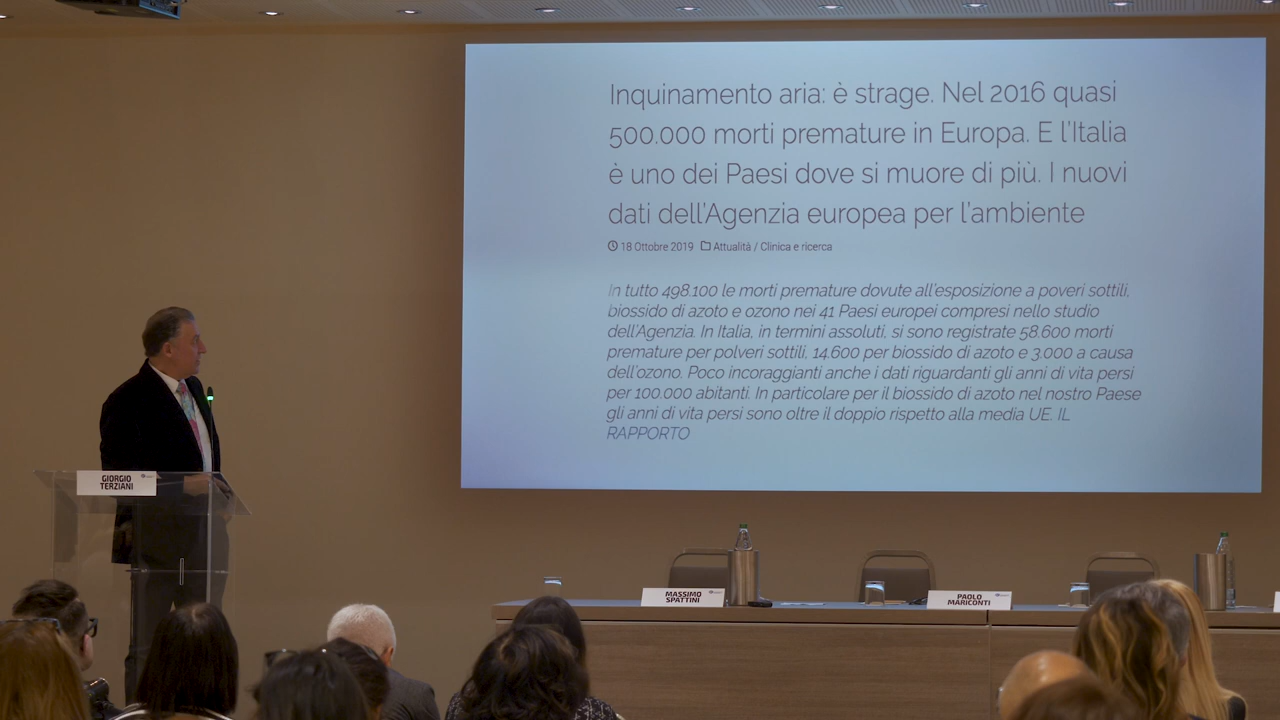 Inquinamento aria: è strage. Nel 2016 quasi
500.000 morti premature in Europa. E l'Italia
è uno dei Paesi dove si muore di più. I nuovi
dati dell'Agenzia europea per l'ambiente
18 Ottobre 2019 Attualità / Clinica e ricerca
In tutto 498.100 le morti premature dovute all'esposizione a poveri sottili,
biossido di azoto e ozono nei 41 Paesi europei compresi nello studio
dell'Agenzia. In Italia, in termini assoluti, si sono registrate 58.600 morti
premature per polveri sottili, 14.600 per biossido di azoto e 3.000 a causa
dell'ozono. Poco incoraggianti anche i dati riguardanti gli anni di vita persi
per 100.000 abitanti. In particolare per il biossido di azoto nel nostro Paese
gli anni di vita persi sono oltre il doppio rispetto alla media UE. IL
RAPPORTO
GIORGIO
TERZIANI
MASSIMO
SPATTINI
PAOLO
MARICONTI